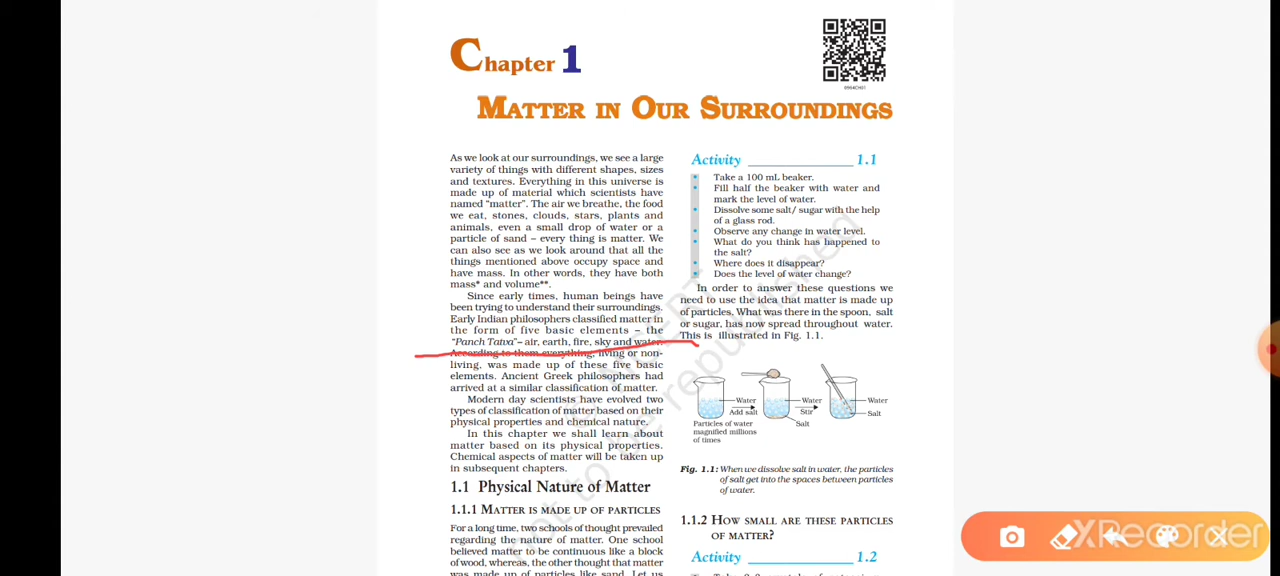 Chapter 1
MATTER IN OUR SURROUNDINGS
0964CH01
As we look at our surroundings, we see a large
variety of things with different shapes, sizes
and textures. Everything in this universe is
made up of material which scientists have
named “matter”. The air we breathe, the food
we eat, stones, clouds, stars, plants and
animals, even a small drop of water or a
particle of sand – every thing is matter. We
can also see as we look around that all the
things mentioned above occupy space and
have mass. In other words, they have both
mass* and volume**.
Since early times, human beings have
been trying to understand their surroundings.
Early Indian philosophers classified matter in
the form of five basic elements – the
“Panch Tatva”– air, earth, fire, sky and water.
According to them everything, living or non-
living, was made up of these five basic
elements. Ancient Greek philosophers had
arrived at a similar classification of matter.
Modern day scientists have evolved two
types of classification of matter based on their
physical properties and chemical nature.
In this chapter we shall learn about
matter based on its physical properties.
Chemical aspects of matter will be taken up
in subsequent chapters.
1.1 Physical Nature of Matter
1.1.1 MATTER IS MADE UP OF PARTICLES
For a long time, two schools of thought prevailed
regarding the nature of matter. One school
believed matter to be continuous like a block
of wood, whereas, the other thought that matter
was made up of particles like sand. Let us
Activity 1.1
• Take a 100 mL beaker.
• Fill half the beaker with water and
mark the level of water.
• Dissolve some salt/ sugar with the help
of a glass rod.
• Observe any change in water level.
• What do you think has happened to
the salt?
• Where does it disappear?
• Does the level of water change?
In order to answer these questions we
need to use the idea that matter is made up
of particles. What was there in the spoon, salt
or sugar, has now spread throughout water.
This is illustrated in Fig. 1.1.
Water
Add salt
Water
Stir
Salt
Water
Salt
Particles of water
magnified millions
of times
Fig. 1.1: When we dissolve salt in water, the particles
of salt get into the spaces between particles
of water.
1.1.2 HOW SMALL ARE THESE PARTICLES
OF MATTER?
Activity 1.2
not to be republished
XRecorder